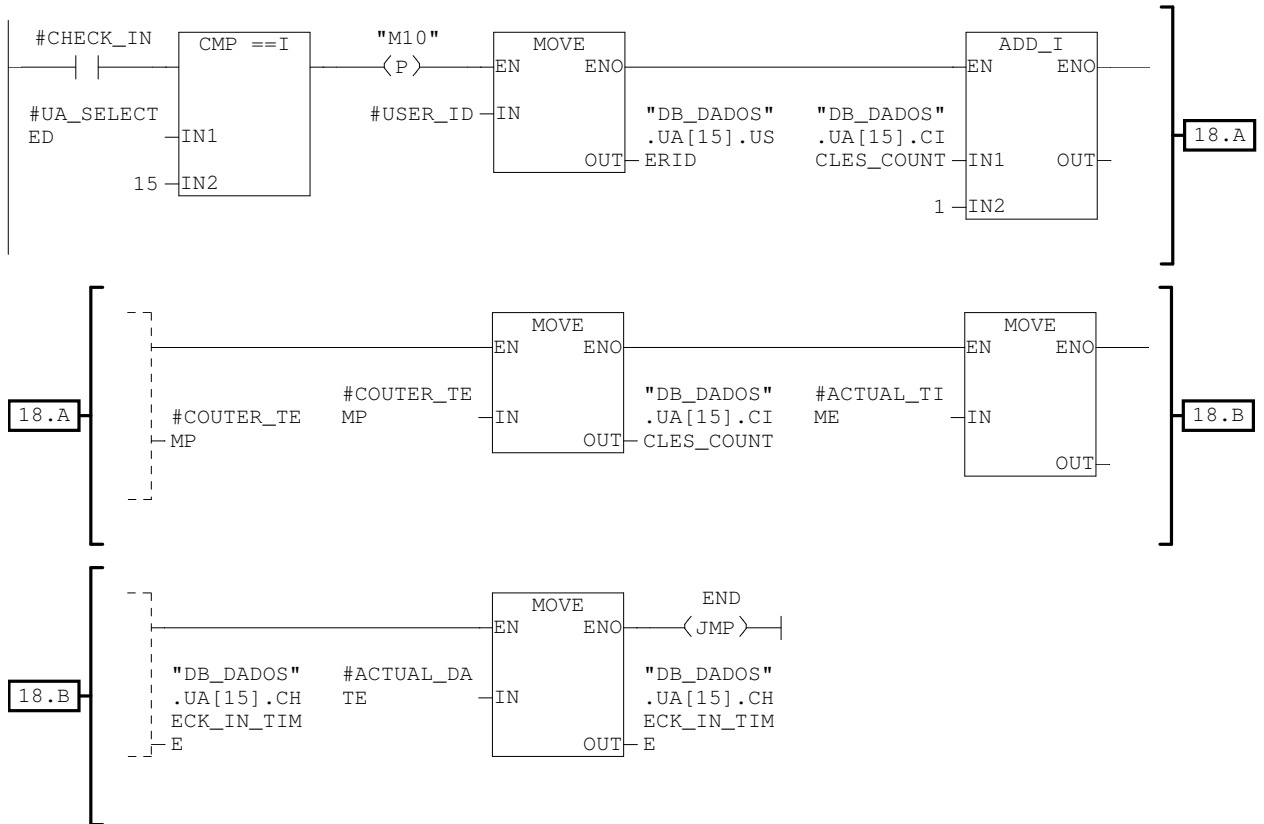 #CHECK_IN
CMP ==I
"M10"
P
MOVE
ADD_I
EN ENO
EN ENO
#UA_SELECT
ED
IN1
15
IN2
#USER_ID
IN
OUT
"DB_DADOS"
.UA[15].US
ERID
"DB_DADOS"
.UA[15].CI
CLES_COUNT
IN1
OUT
1
IN2
18.A
18.A
MOVE
MOVE
EN ENO
EN ENO
#COUTER_TE
MP
#COUTER_TE
MP
IN
OUT
"DB_DADOS"
.UA[15].CI
CLES_COUNT
#ACTUAL_TI
ME
IN
OUT
18.B
18.B
MOVE
END
EN ENO
JMP
"DB_DADOS"
.UA[15].CH
ECK_IN_TIM
E
#ACTUAL_DA
TE
IN
OUT
"DB_DADOS"
.UA[15].CH
ECK_IN_TIM
E